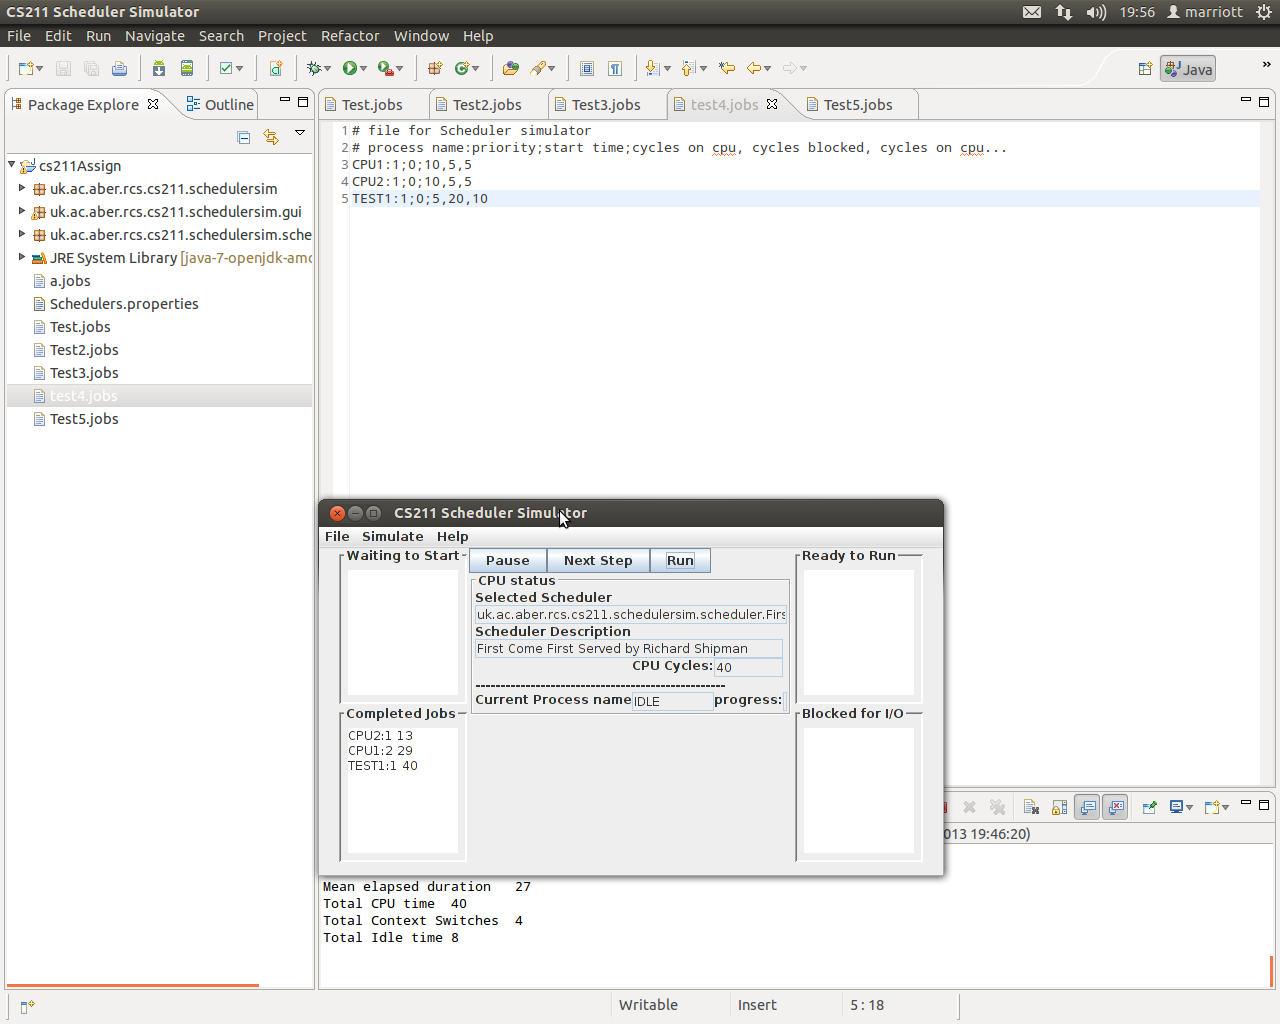 CS211 Scheduler Simulator
19:56 marriott
File Edit Run Navigate Search Project Refactor Window Help
Java »
Package Explore Outline
Test.jobs Test2.jobs Test3.jobs test4.jobs Test5.jobs
cs211Assign
uk.ac.aber.rcs.cs211.schedulersim
uk.ac.aber.rcs.cs211.schedulersim.gui
uk.ac.aber.rcs.cs211.schedulersim.sche
JRE System Library [java-7-openjdk-amd
a.jobs
Schedulers.properties
Test.jobs
Test2.jobs
Test3.jobs
test4.jobs
Test5.jobs
1 # file for Scheduler simulator
2 # process name:priority;start time;cycles on cpu, cycles blocked, cycles on cpu...
3 CPU1:1;0;10,5,5
4 CPU2:1;0;10,5,5
5 TEST1:1;0;5,20,10
CS211 Scheduler Simulator
File Simulate Help
Waiting to Start
Pause Next Step Run
CPU status
Selected Scheduler
uk.ac.aber.rcs.cs211.schedulersim.scheduler.Firs
Scheduler Description
First Come First Served by Richard Shipman
CPU Cycles: 40
--------------------------------------------------
Current Process name IDLE progress:
Ready to Run
Completed Jobs
CPU2:1 13
CPU1:2 29
TEST1:1 40
Blocked for I/O
013 19:46:20)
Mean elapsed duration 27
Total CPU time 40
Total Context Switches 4
Total Idle time 8
Writable Insert 5 : 18